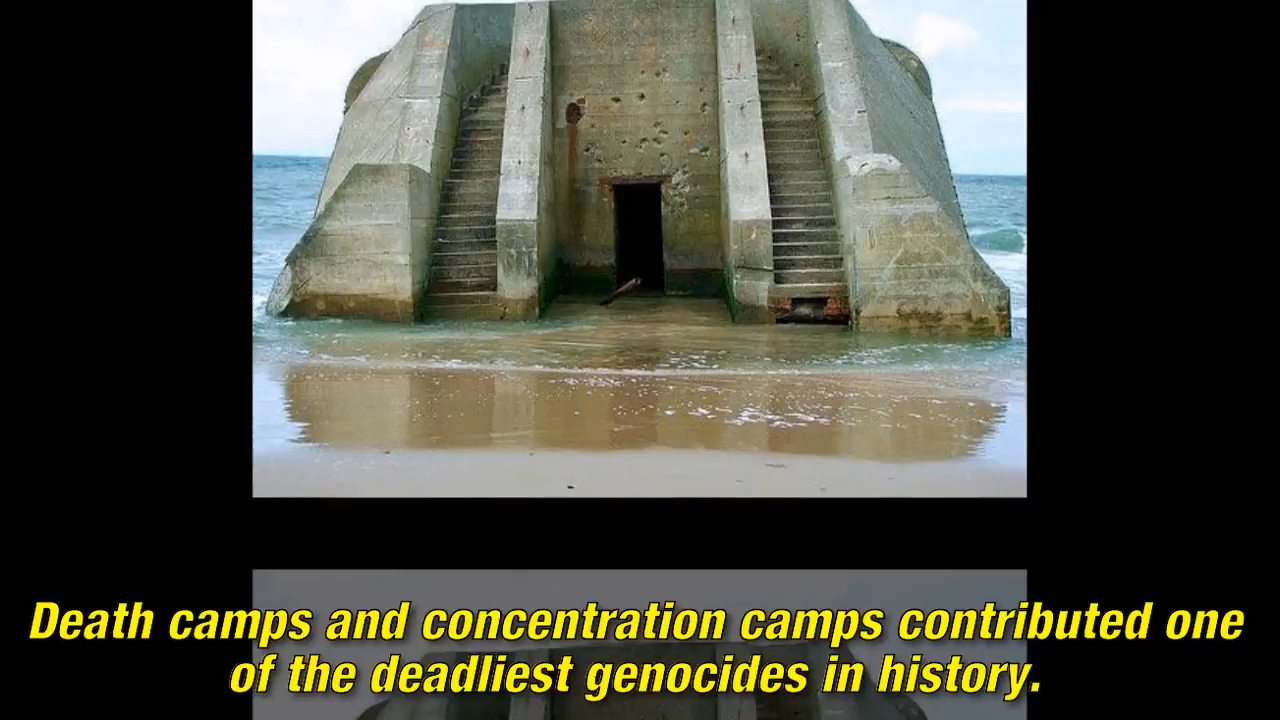 Death camps and concentration camps contributed one
of the deadliest genocides in history.